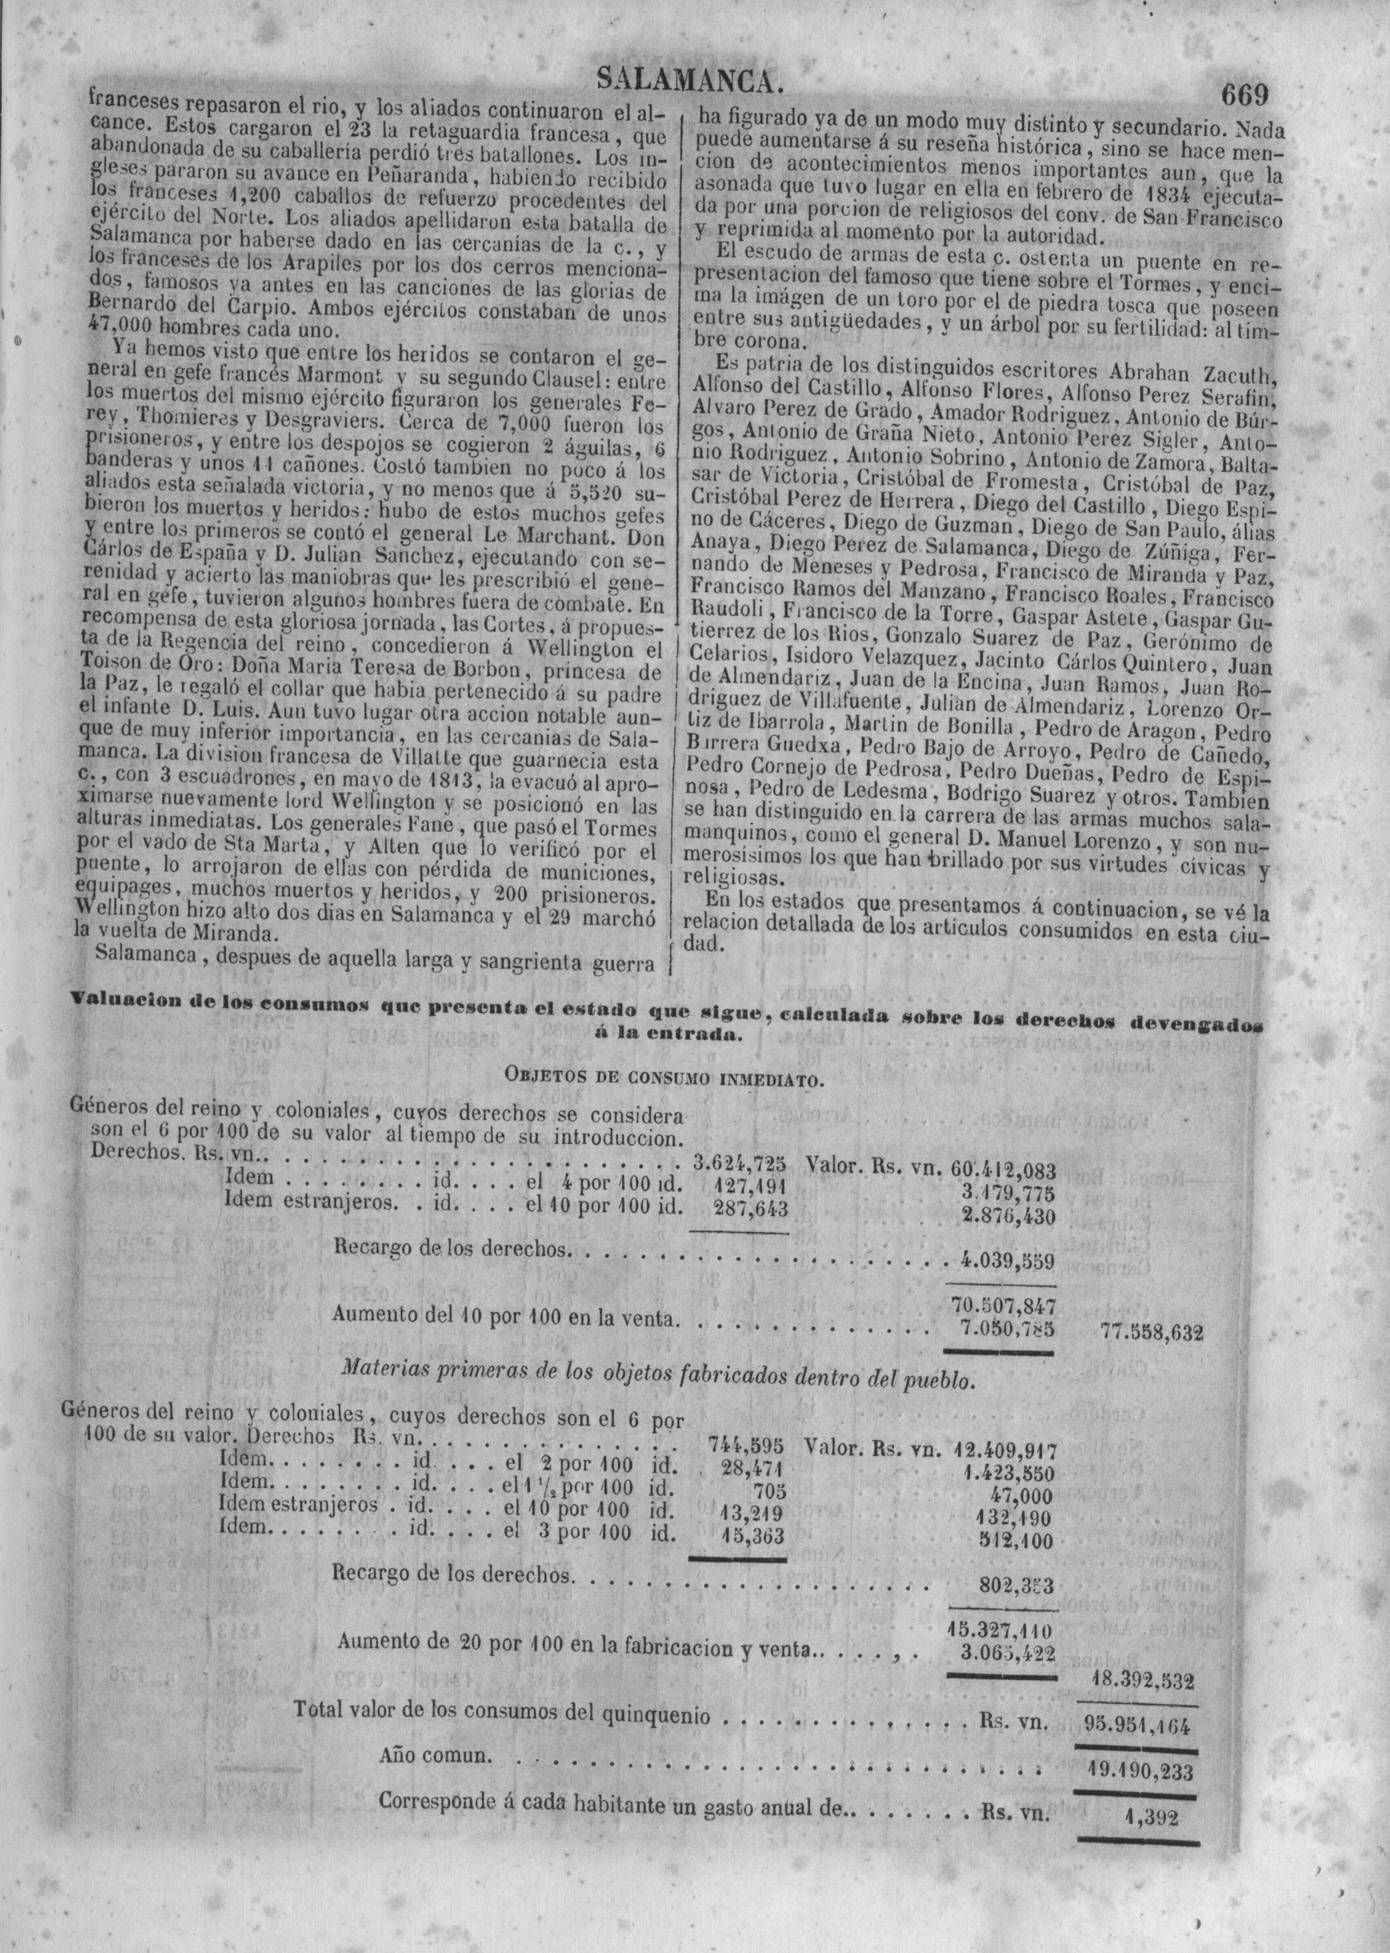 SALAMANCA.
669
franceses repasaron el rio, y los aliados continuaron el al-
cance. Estos cargaron el 23 la retaguardia francesa, que
abandonada de su caballeria perdió tres batallones. Los in-
gleses pararon su avance en Peñaranda, habiendo recibido
los franceses 1,200 caballos de refuerzo procedentes del
ejército del Norte. Los aliados apellidaron esta batalla de
Salamanca por haberse dado en las cercanias de la c., y
los franceses de los Arapiles por los dos cerros menciona-
dos, famosos ya antes en las canciones de las glorias de
Bernardo del Carpio. Ambos ejércitos constaban de unos
47,000 hombres cada uno.
Ya hemos visto que entre los heridos se contaron el ge-
neral en gefe francés Marmont y su segundo Clausel: entre
los muertos del mismo ejército figuraron los generales Fe-
rey, Thomieres y Desgraviers. Cerca de 7,000 fueron los
prisioneros, y entre los despojos se cogieron 2 águilas, 6
banderas y unos 11 cañones. Costó tambien no poco á los
aliados esta señalada victoria, y no menos que á 5,520 su-
bieron los muertos y heridos: hubo de estos muchos gefes
y entre los primeros se contó el general Le Marchant. Don
Cárlos de España y D. Julian Sanchez, ejecutando con se-
renidad y acierto las maniobras que les prescribió el gene-
ral en gefe, tuvieron algunos hombres fuera de combate. En
recompensa de esta gloriosa jornada, las Cortes, á propues-
ta de la Regencia del reino, concedieron á Wellington el
Toison de Oro: Doña Maria Teresa de Borbon, princesa de
la Paz, le regaló el collar que habia pertenecido á su padre
el infante D. Luis. Aun tuvo lugar otra accion notable aun-
que de muy inferior importancia, en las cercanias de Sala-
manca. La division francesa de Villatte que guarnecia esta
c., con 3 escuadrones, en mayo de 1813, la evacuó al apro-
ximarse nuevamente lord Wellington y se posicionó en las
alturas inmediatas. Los generales Fane, que pasó el Tormes
por el vado de Sta Marta, y Alten que lo verificó por el
puente, lo arrojaron de ellas con pérdida de municiones,
equipages, muchos muertos y heridos, y 200 prisioneros.
Wellington hizo alto dos dias en Salamanca y el 29 marchó
la vuelta de Miranda.
Salamanca, despues de aquella larga y sangrienta guerra
ha figurado ya de un modo muy distinto y secundario. Nada
puede aumentarse á su reseña histórica, sino se hace men-
cion de acontecimientos menos importantes aun, que la
asonada que tuvo lugar en ella en febrero de 1834 ejecuta-
da por una porcion de religiosos del conv. de San Francisco
y reprimida al momento por la autoridad.
El escudo de armas de esta c. ostenta un puente en re-
presentacion del famoso que tiene sobre el Tormes, y enci-
ma la imágen de un toro por el de piedra tosca que poseen
entre sus antigüedades, y un árbol por su fertilidad: al tim-
bre corona.
Es patria de los distinguidos escritores Abrahan Zacuth,
Alfonso del Castillo, Alfonso Flores, Alfonso Perez Serafin,
Alvaro Perez de Grado, Amador Rodriguez, Antonio de Búr-
gos, Antonio de Graña Nieto, Antonio Perez Sigler, Anto-
nio Rodriguez, Antonio Sobrino, Antonio de Zamora, Balta-
sar de Victoria, Cristóbal de Fromesta, Cristóbal de Paz,
Cristóbal Perez de Herrera, Diego del Castillo, Diego Espi-
no de Cáceres, Diego de Guzman, Diego de San Paulo, álias
Anaya, Diego Perez de Salamanca, Diego de Zúñiga, Fer-
nando de Meneses y Pedrosa, Francisco de Miranda y Paz,
Francisco Ramos del Manzano, Francisco Roales, Francisco
Raudoli, Francisco de la Torre, Gaspar Astete, Gaspar Gu-
tierrez de los Rios, Gonzalo Suarez de Paz, Gerónimo de
Celarios, Isidoro Velazquez, Jacinto Cárlos Quintero, Juan
de Almendariz, Juan de la Encina, Juan Ramos, Juan Ro-
driguez de Villafuente, Julian de Almendariz, Lorenzo Or-
tiz de Ibarrola, Martin de Bonilla, Pedro de Aragon, Pedro
Barrera Guedxa, Pedro Bajo de Arroyo, Pedro de Cañedo,
Pedro Cornejo de Pedrosa, Pedro Dueñas, Pedro de Espi-
nosa, Pedro de Ledesma, Bodrigo Suarez y otros. Tambien
se han distinguido en la carrera de las armas muchos sala-
manquinos, como el general D. Manuel Lorenzo, y son nu-
merosísimos los que han brillado por sus virtudes cívicas y
religiosas.
En los estados que presentamos á continuacion, se vé la
relacion detallada de los articulos consumidos en esta ciu-
dad.
Valuacion de los consumos que presenta el estado que sigue, calculada sobre los derechos devengados
á la entrada.
OBJETOS DE CONSUMO INMEDIATO.
Géneros del reino y coloniales, cuyos derechos se considera
son el 6 por 100 de su valor al tiempo de su introduccion.
Derechos. Rs. vn. . . . . . . . . . . . 3.624,725 Valor. Rs. vn. 60.412,083
Idem . . . . . . . . id. . . . el 4 por 100 id. 127,191 3.179,775
Idem estranjeros. . id. . . . el 10 por 100 id. 287,643 2.876,430
Recargo de los derechos. . . . . . . . . . . 4.039,559
70.507,847
Aumento del 10 por 100 en la venta. . . . . . . . . . 7.050,785 77.558,632
Materias primeras de los objetos fabricados dentro del pueblo.
Géneros del reino y coloniales, cuyos derechos son el 6 por
100 de su valor. Derechos Rs. vn. . . . . . . . . . 744,595 Valor. Rs. vn. 12.409,917
Idem. . . . . . . . id. . . . el 2 por 100 id. 28,471 1.423,550
Idem. . . . . . . . id. . . . el 1 1/2 por 100 id. 705 47,000
Idem estranjeros . id. . . . el 10 por 100 id. 13,219 132,190
Idem. . . . . . . . id. . . . el 3 por 100 id. 15,363 512,100
Recargo de los derechos. . . . . . . . . . . 802,353
15.327,110
Aumento de 20 por 100 en la fabricacion y venta. . . . . , . 3.065,422
18.392,532
Total valor de los consumos del quinquenio . . . . . . . . . . Rs. vn. 95.951,164
Año comun. . . . . . . . . . . . . . . 19.190,233
Corresponde á cada habitante un gasto anual de. . . . . . . Rs. vn. 1,392